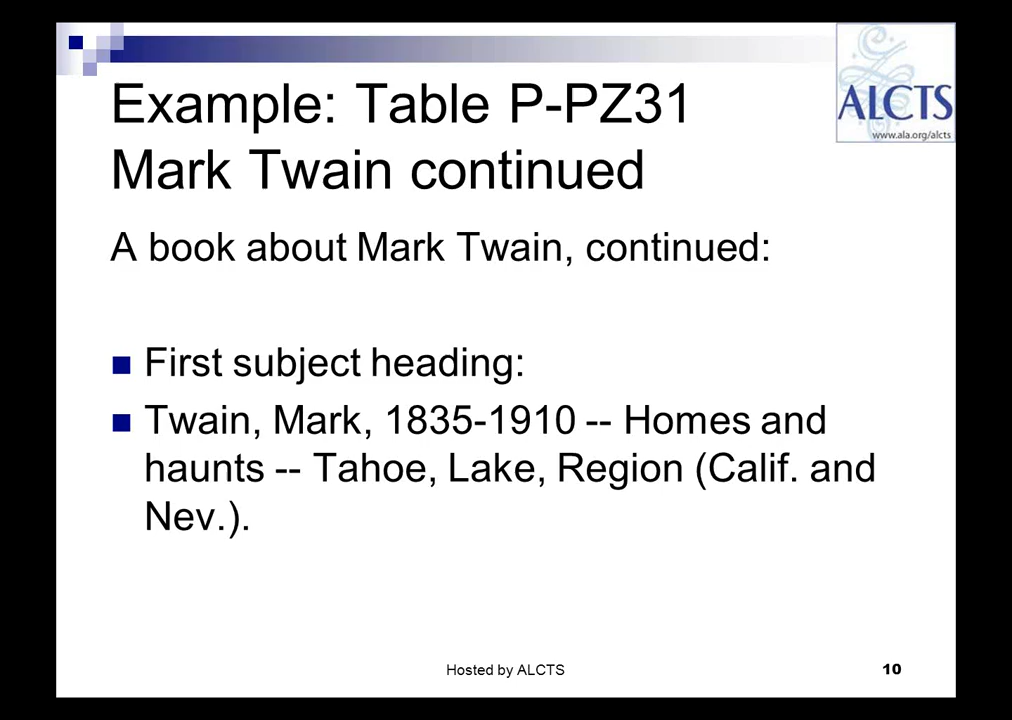 ALCTS
www.ala.org/alcts
Example: Table P-PZ31
Mark Twain continued
A book about Mark Twain, continued:
First subject heading:
Twain, Mark, 1835-1910 -- Homes and
haunts -- Tahoe, Lake, Region (Calif. and
Nev.).
Hosted by ALCTS
10